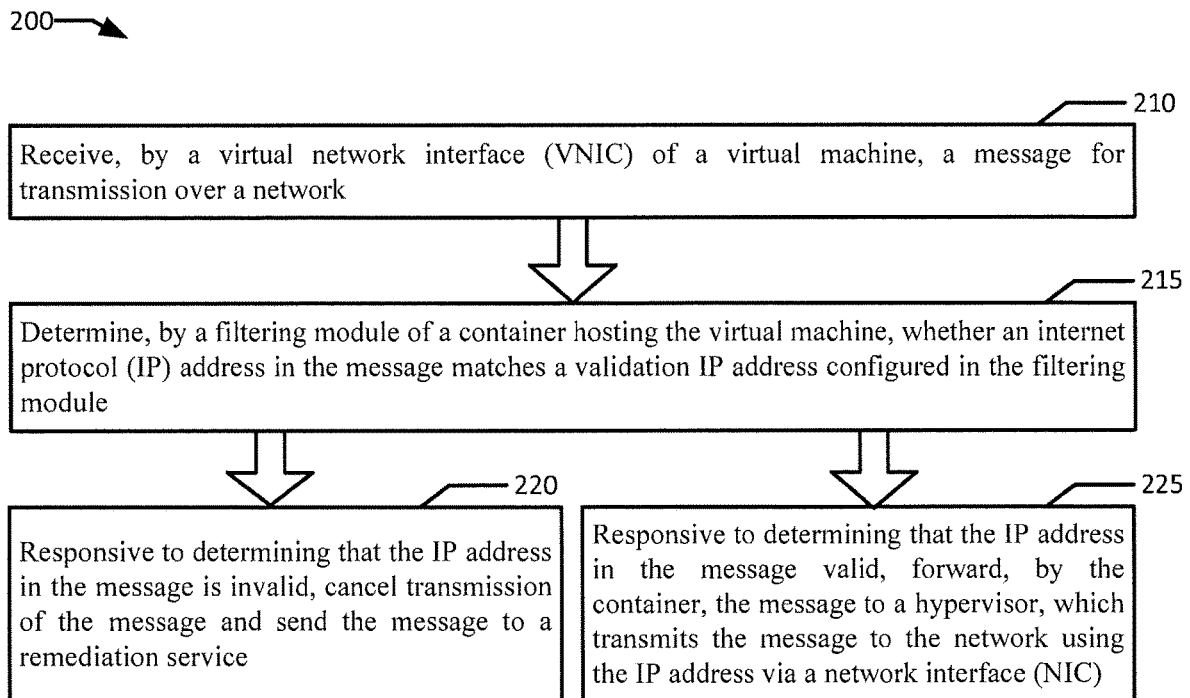 200
210
Receive, by a virtual network interface (VNIC) of a virtual machine, a message for
transmission over a network
215
Determine, by a filtering module of a container hosting the virtual machine, whether an internet
protocol (IP) address in the message matches a validation IP address configured in the filtering
module
220
Responsive to determining that the IP address
in the message is invalid, cancel transmission
of the message and send the message to a
remediation service
225
Responsive to determining that the IP address
in the message valid, forward, by the
container, the message to a hypervisor, which
transmits the message to the network using
the IP address via a network interface (NIC)